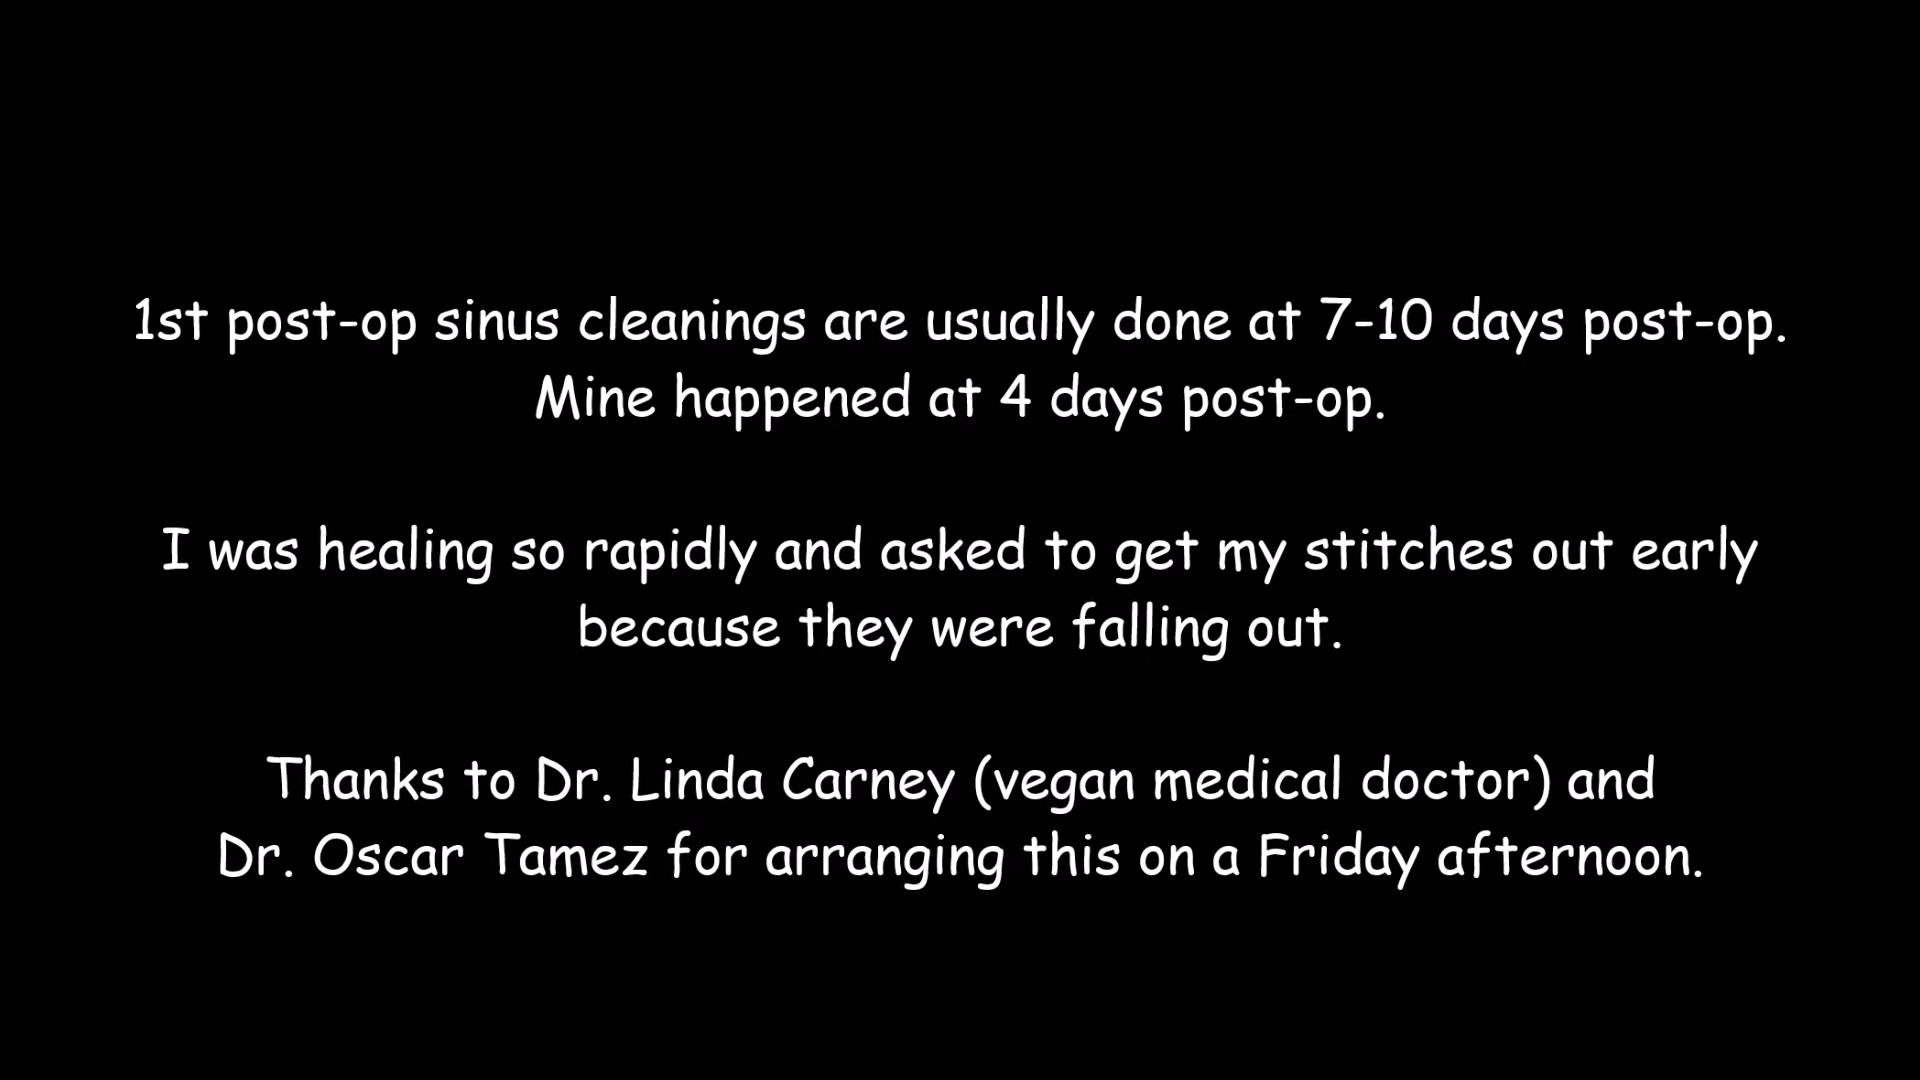 1st post-op sinus cleanings are usually done at 7-10 days post-op.
Mine happened at 4 days post-op.
I was healing so rapidly and asked to get my stitches out early
because they were falling out.
Thanks to Dr. Linda Carney (vegan medical doctor) and
Dr. Oscar Tamez for arranging this on a Friday afternoon.